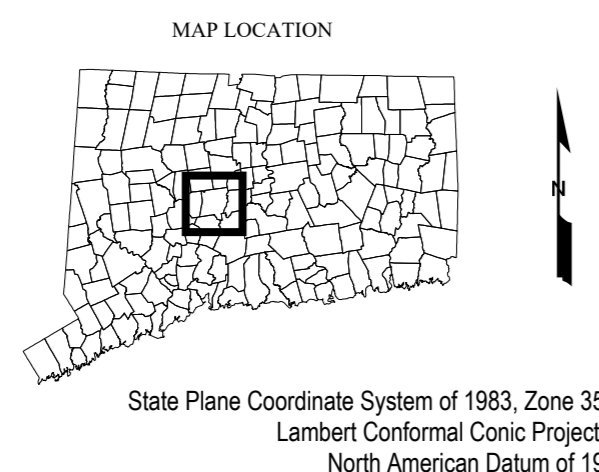 MAP LOCATION
N
State Plane Coordinate System of 1983, Zone 35
Lambert Conformal Conic Project
North American Datum of 19